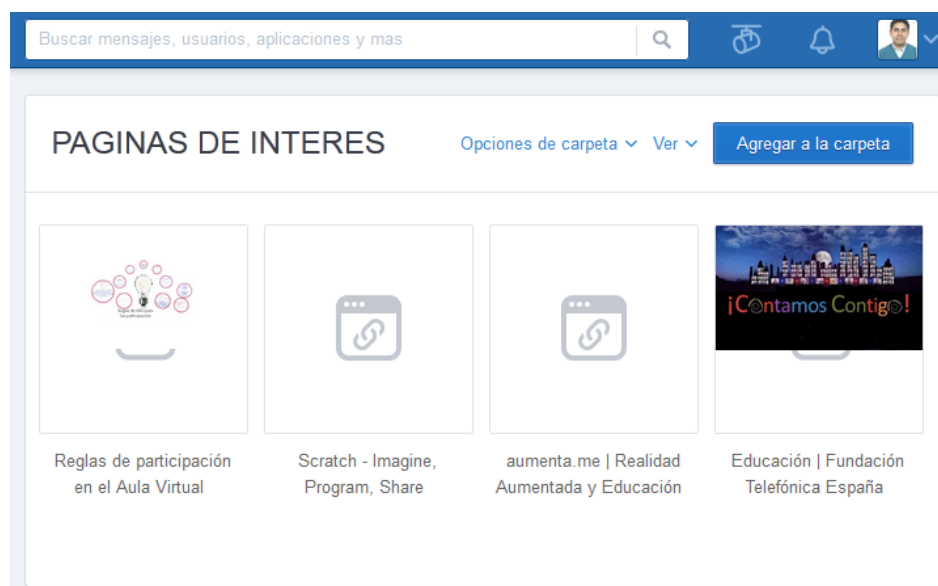 Buscar mensajes, usuarios, aplicaciones y mas
PAGINAS DE INTERES
Opciones de carpeta
Ver
Agregar a la carpeta
¡Contamos Contigo!
Reglas de participación
en el Aula Virtual
Scratch - Imagine,
Program, Share
aumenta.me | Realidad
Aumentada y Educación
Educación | Fundación
Telefónica España